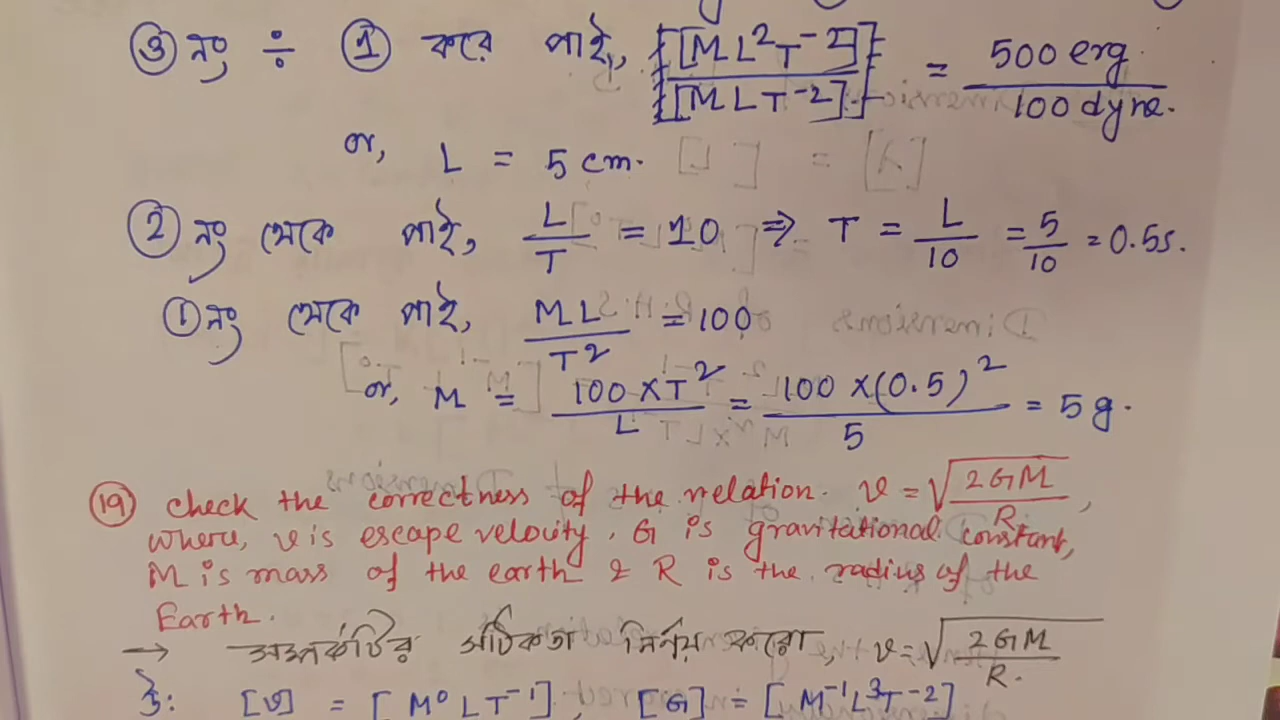 ③ নং ÷ ① করে পাই, [ML²T⁻²] / [MLT⁻²] = 500 erg / 100 dyne.
or, L = 5 cm.
② নং থেকে পাই, L/T = 10 ⇒ T = L/10 = 5/10 = 0.5s.
① নং থেকে পাই, ML/T² = 100
or, M = 100 × T² / L = 100 × (0.5)² / 5 = 5 g.
⑲ Check the correctness of the relation. v = √(2GM/R),
where, v is escape velocity, G is gravitational constant,
M is mass of the earth & R is the radius of the
Earth.
→ সম্পর্কটির সঠিকতা নির্ণয় করো, v = √(2GM/R).
উ: [v] = [M⁰LT⁻¹], [G] = [M⁻¹L³T⁻²]